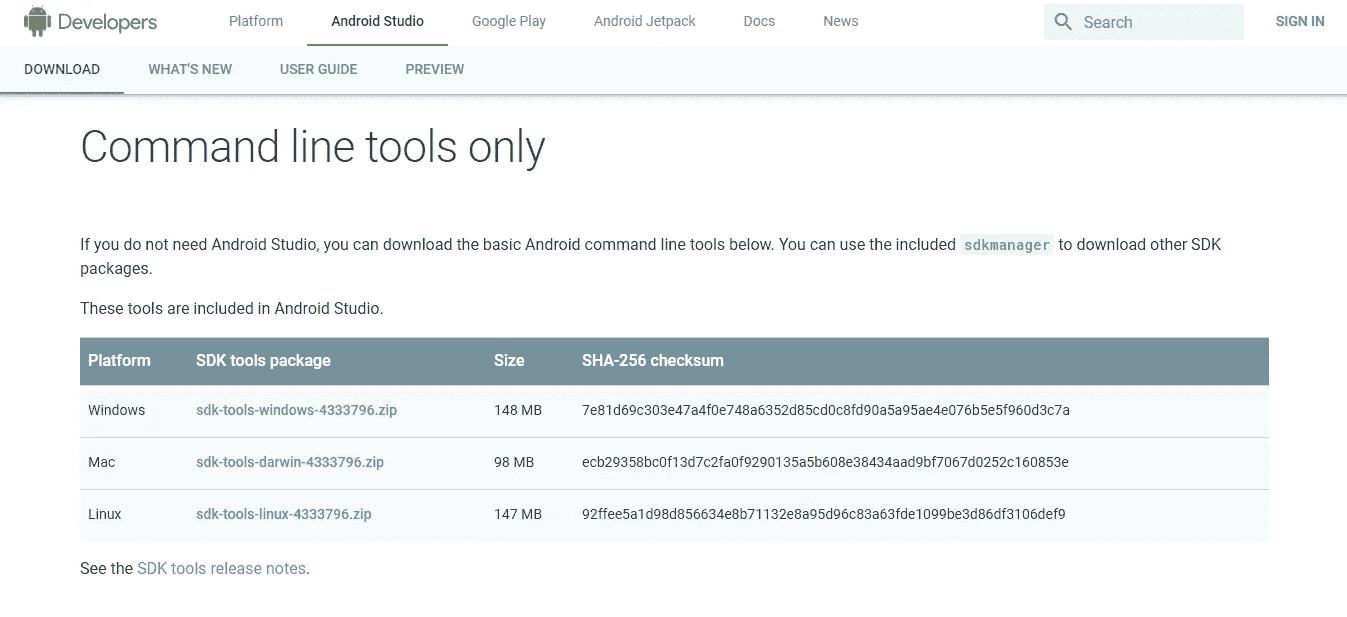 Developers Platform Android Studio Google Play Android Jetpack Docs News Search SIGN IN
DOWNLOAD WHAT'S NEW USER GUIDE PREVIEW
Command line tools only
If you do not need Android Studio, you can download the basic Android command line tools below. You can use the included sdkmanager to download other SDK
packages.
These tools are included in Android Studio.
Platform SDK tools package Size SHA-256 checksum
Windows sdk-tools-windows-4333796.zip 148 MB 7e81d69c303e47a4f0e748a6352d85cd0c8fd90a5a95ae4e076b5e5f960d3c7a
Mac sdk-tools-darwin-4333796.zip 98 MB ecb29358bc0f13d7c2fa0f9290135a5b608e38434aad9bf7067d0252c160853e
Linux sdk-tools-linux-4333796.zip 147 MB 92ffee5a1d98d856634e8b71132e8a95d96c83a63fde1099be3d86df3106def9
See the SDK tools release notes.